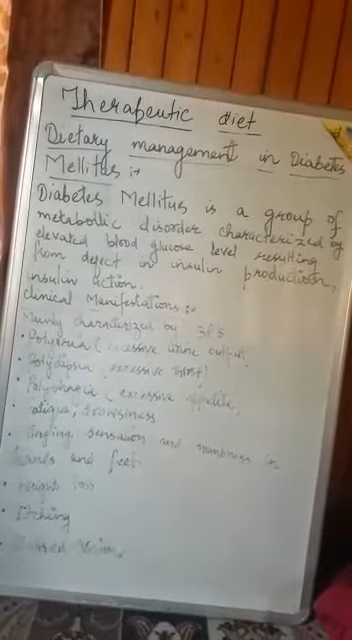 Therapeutic diet
Dietary management in Diabetes
Mellitus :-
Diabetes Mellitus is a group of
metabolic disorder characterized by
elevated blood glucose level resulting
from defect in insulin production,
insulin action.
Clinical Manifestations :-
Mainly characterized by 3P's
• Polyuria ( excessive urine output
• Polydipsia ( excessive thirst)
• Polyphagia ( excessive appetite,
• atigue, drowsiness
• Tingling sensation and numbness in
hands and feet
• Weight loss
• Itching
• Vision